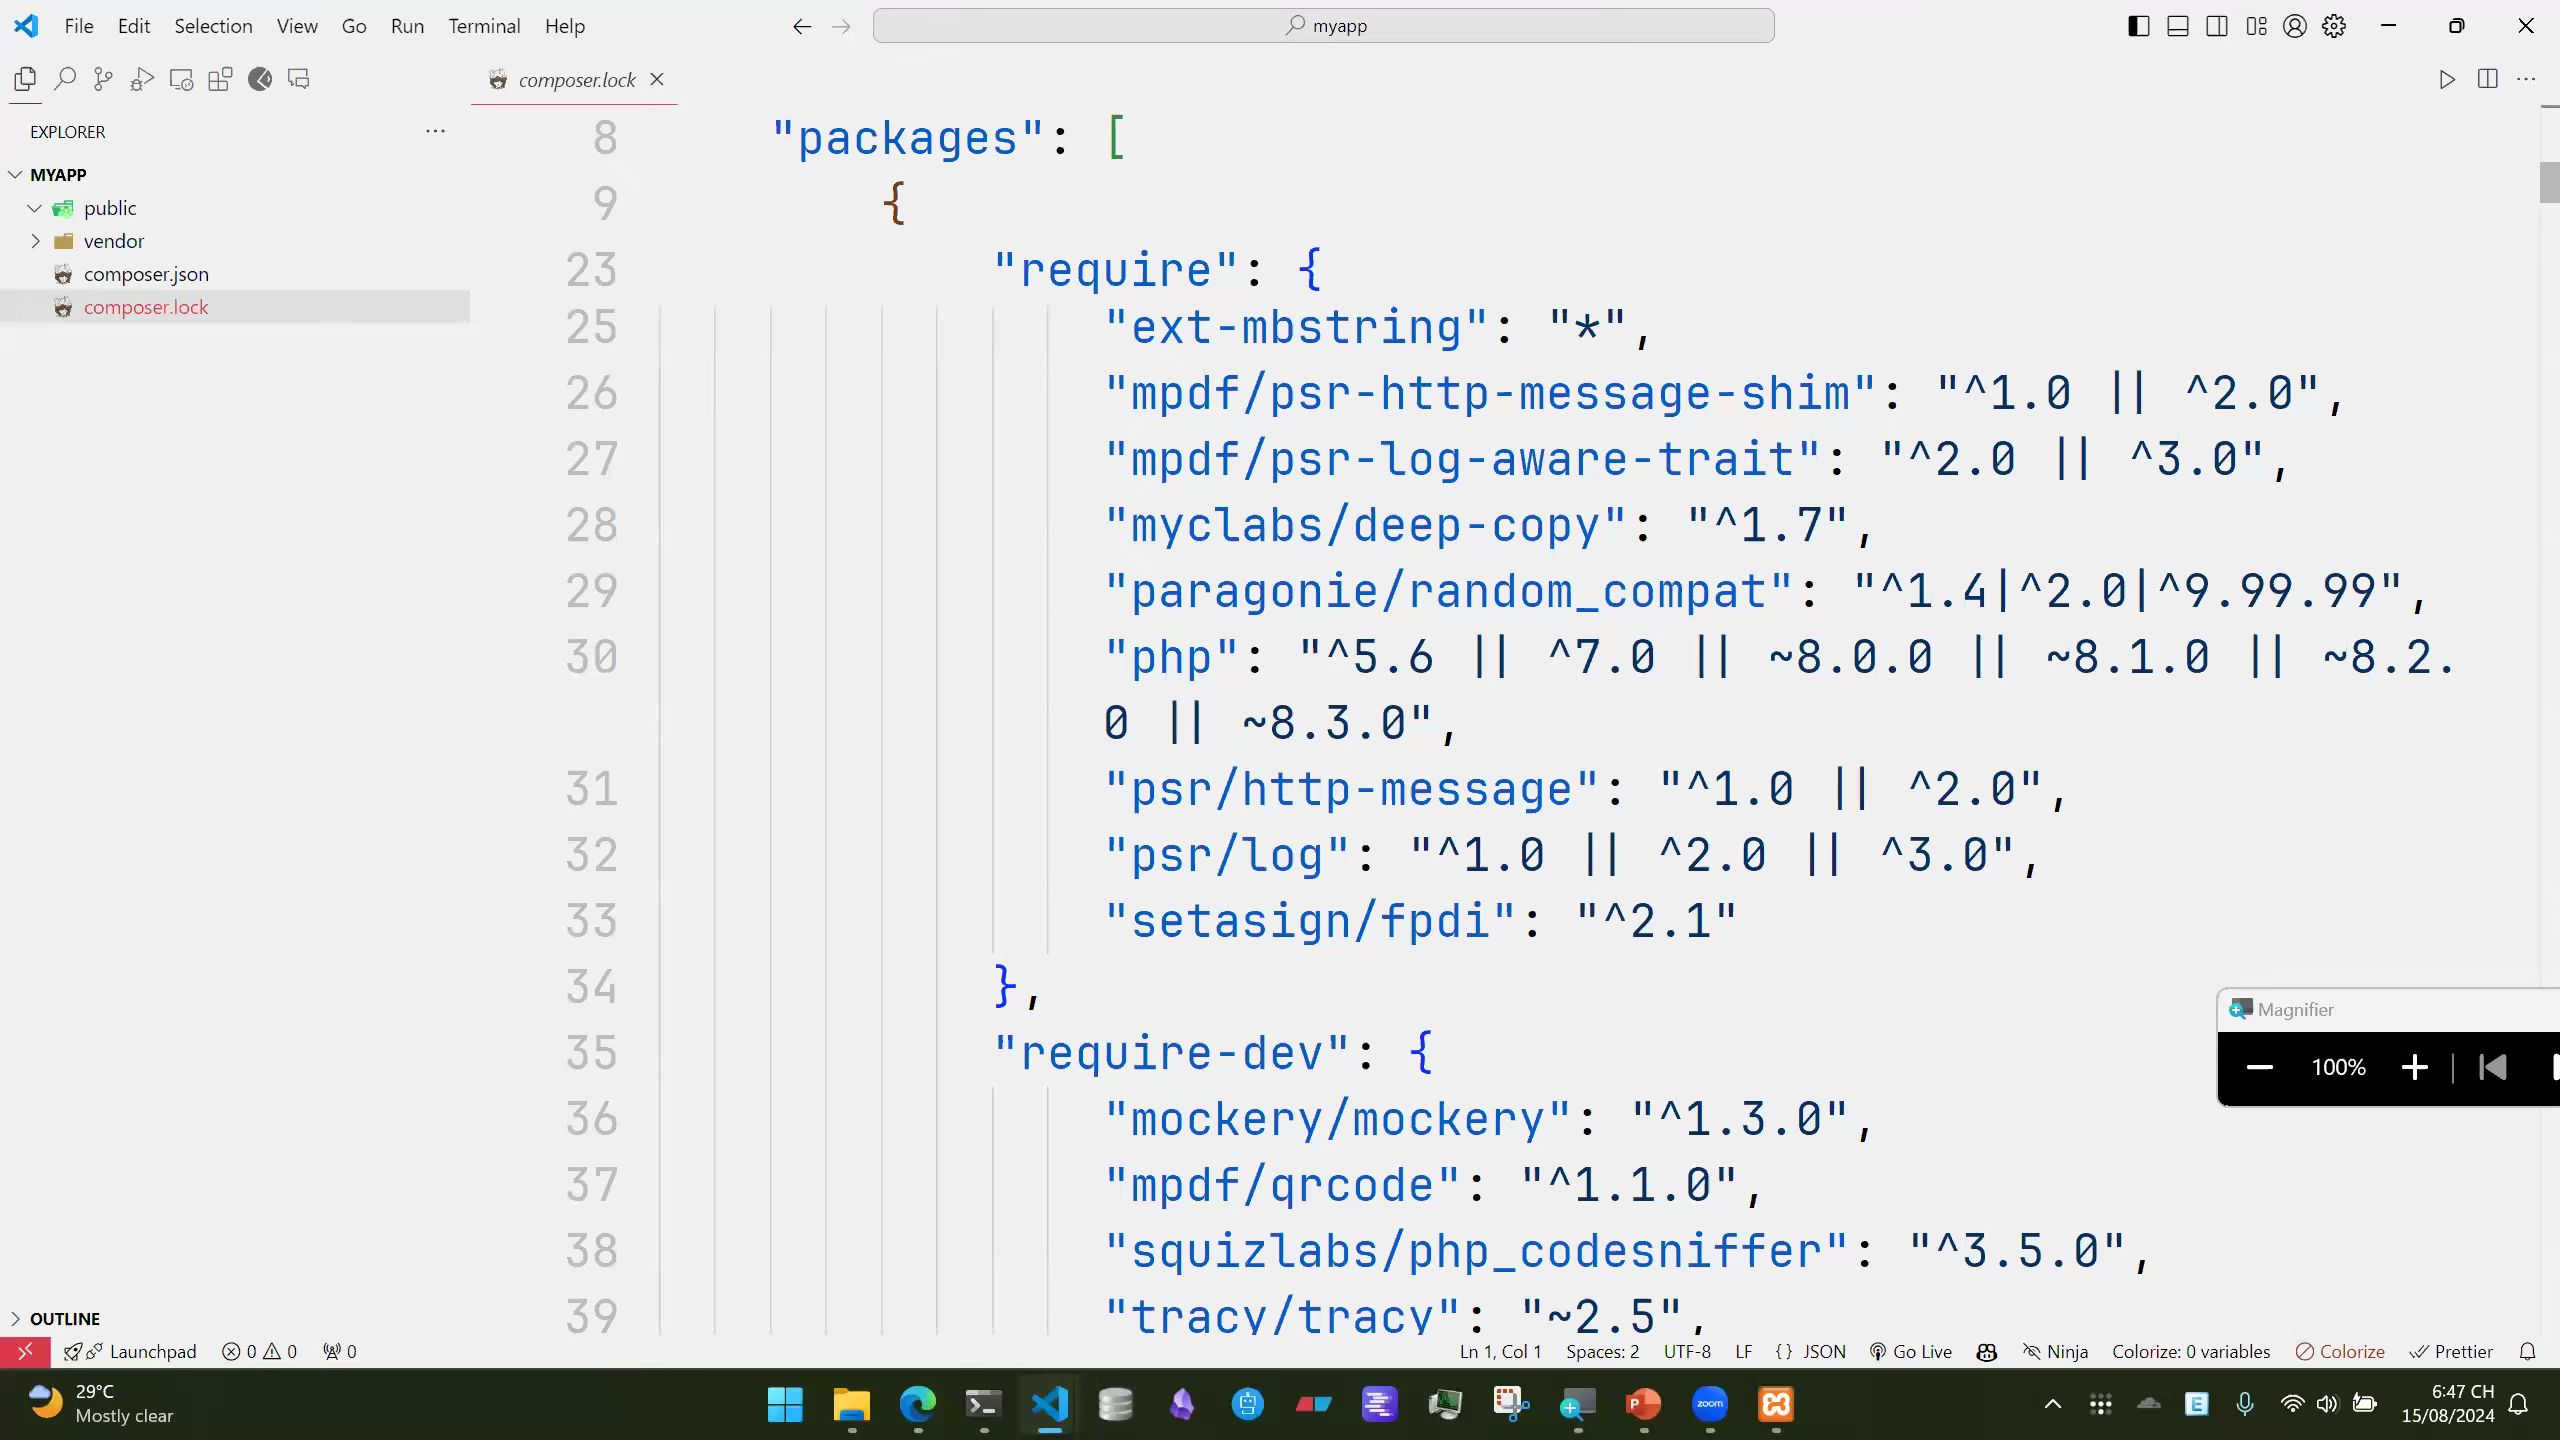 File Edit Selection View Go Run Terminal Help
myapp
composer.lock
EXPLORER
MYAPP
public
vendor
composer.json
composer.lock
OUTLINE
8 "packages": [
9 {
23 "require": {
25 "ext-mbstring": "*",
26 "mpdf/psr-http-message-shim": "^1.0 || ^2.0",
27 "mpdf/psr-log-aware-trait": "^2.0 || ^3.0",
28 "myclabs/deep-copy": "^1.7",
29 "paragonie/random_compat": "^1.4|^2.0|^9.99.99",
30 "php": "^5.6 || ^7.0 || ~8.0.0 || ~8.1.0 || ~8.2.
0 || ~8.3.0",
31 "psr/http-message": "^1.0 || ^2.0",
32 "psr/log": "^1.0 || ^2.0 || ^3.0",
33 "setasign/fpdi": "^2.1"
34 },
35 "require-dev": {
36 "mockery/mockery": "^1.3.0",
37 "mpdf/qrcode": "^1.1.0",
38 "squizlabs/php_codesniffer": "^3.5.0",
39 "tracy/tracy": "~2.5",
Magnifier
100%
Launchpad 0 0 0
Ln 1, Col 1 Spaces: 2 UTF-8 LF {} JSON Go Live Ninja Colorize: 0 variables Colorize Prettier
29°C
Mostly clear
zoom
6:47 CH
15/08/2024